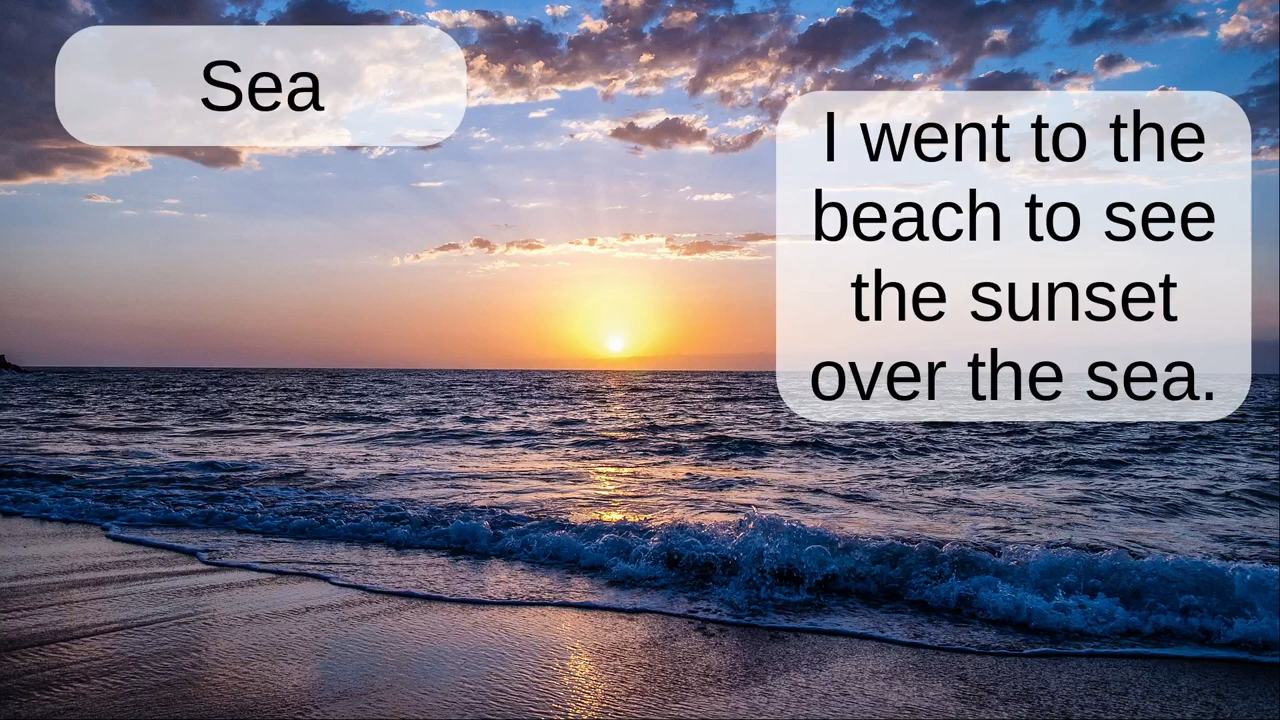 Sea
I went to the
beach to see
the sunset
over the sea.